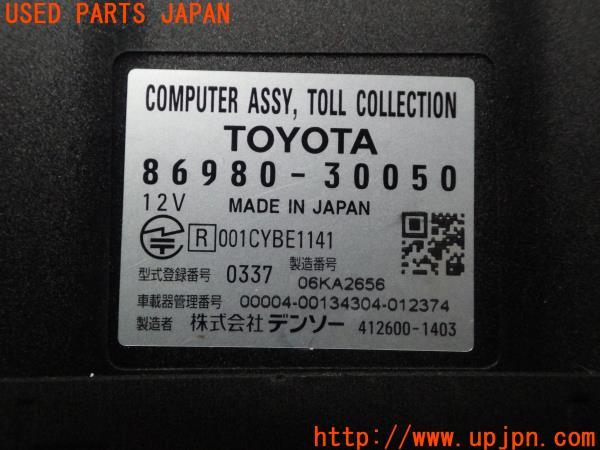 USED PARTS JAPAN
COMPUTER ASSY, TOLL COLLECTION
TOYOTA
86980-30050
12V MADE IN JAPAN
R 001CYBE1141
型式登録番号 0337 製造番号 06KA2656
車載器管理番号 00004-00134304-012374
製造者 株式会社デンソー 412600-1403
http://www.upjpn.com/